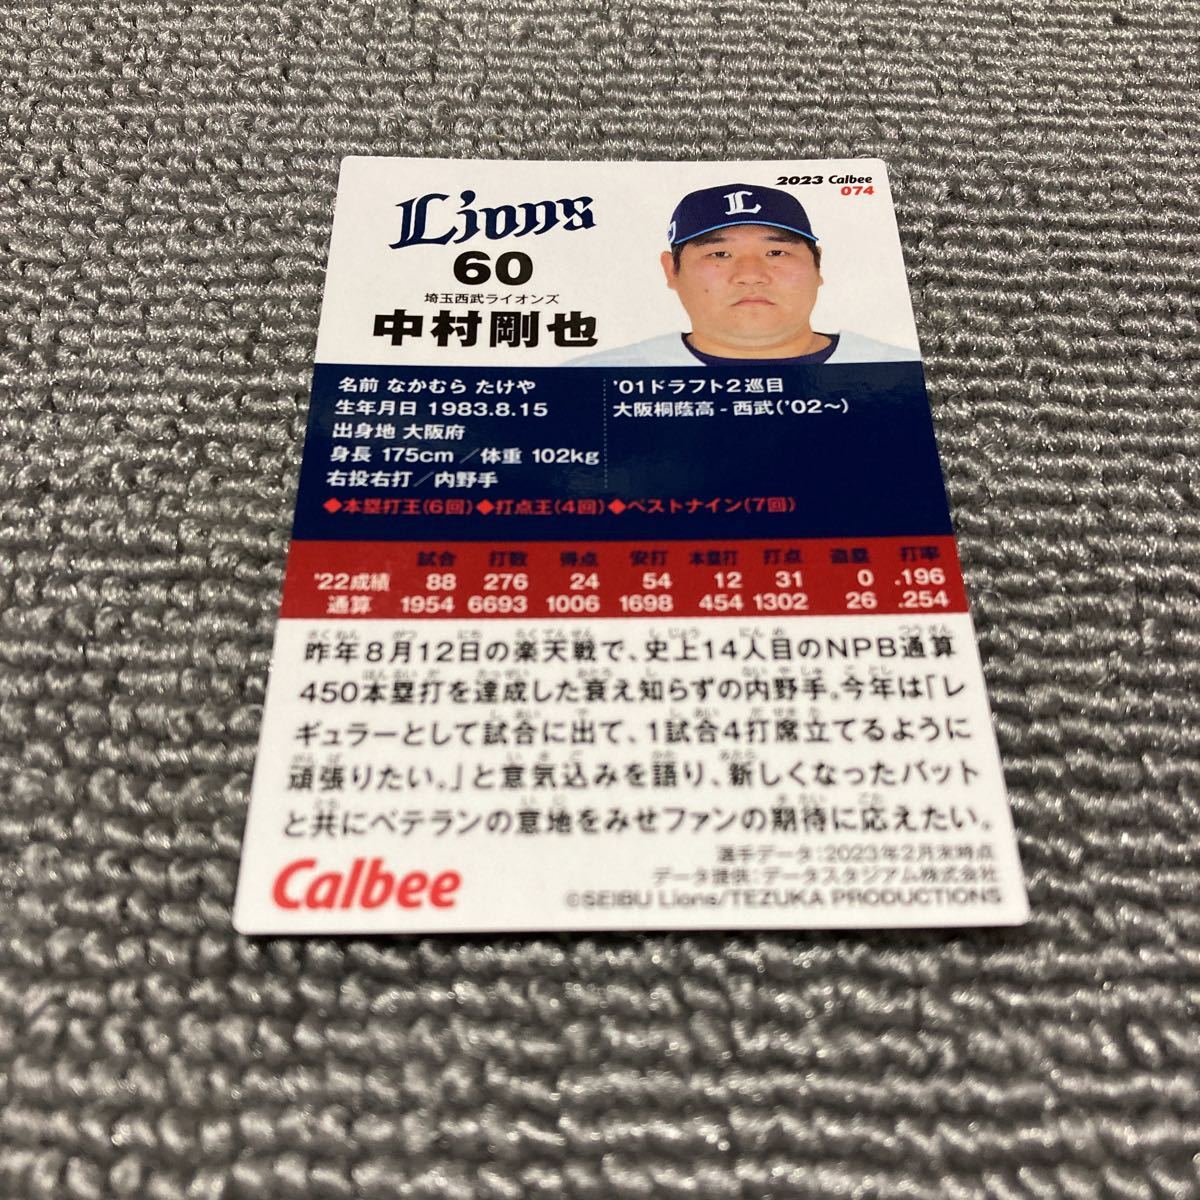 2023 Calbee
074
L
Lions
60
埼玉西武ライオンズ
中村剛也
名前 なかむら たけや
生年月日 1983.8.15
出身地 大阪府
身長 175cm／体重 102kg
右投右打／内野手
'01ドラフト2巡目
大阪桐蔭高 - 西武('02〜)
◆本塁打王(6回)◆打点王(4回)◆ベストナイン(7回)
試合 打数 得点 安打 本塁打 打点 盗塁 打率
'22成績 88 276 24 54 12 31 0 .196
通算 1954 6693 1006 1698 454 1302 26 .254
昨年8月12日の楽天戦で、史上14人目のNPB通算
450本塁打を達成した衰え知らずの内野手。今年は「レ
ギュラーとして試合に出て、1試合4打席立てるように
頑張りたい。」と意気込みを語り、新しくなったバット
と共にベテランの意地をみせファンの期待に応えたい。
選手データ：2023年2月末時点
データ提供：データスタジアム株式会社
©SEIBU Lions/TEZUKA PRODUCTIONS
Calbee